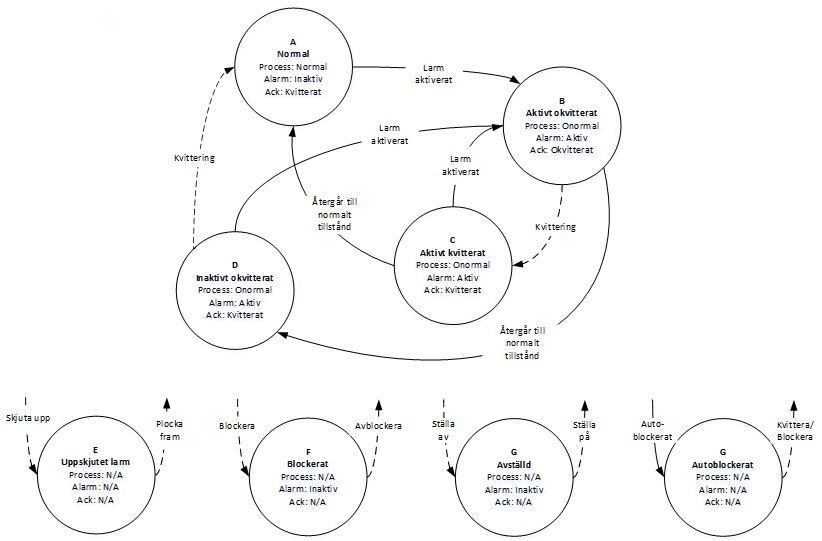 A
Normal
Process: Normal
Alarm: Inaktiv
Ack: Kvitterat
Larm
aktiverat
B
Aktivt okvitterat
Process: Onormal
Alarm: Aktiv
Ack: Okvitterat
Larm
aktiverat
Larm
aktiverat
Kvittering
Återgår till
normalt
tillstånd
Kvittering
C
Aktivt kvitterat
Process: Onormal
Alarm: Aktiv
Ack: Kvitterat
D
Inaktivt okvitterat
Process: Onormal
Alarm: Aktiv
Ack: Kvitterat
Återgår till
normalt
tillstånd
Skjuta upp
E
Uppskjutet larm
Process: N/A
Alarm: N/A
Ack: N/A
Plocka
fram
Blockera
F
Blockerat
Process: N/A
Alarm: Inaktiv
Ack: N/A
Avblockera
Ställa
av
G
Avställd
Process: N/A
Alarm: Inaktiv
Ack: N/A
Ställa
på
Auto-
blockerat
G
Autoblockerat
Process: N/A
Alarm: N/A
Ack: N/A
Kvittera/
Blockera